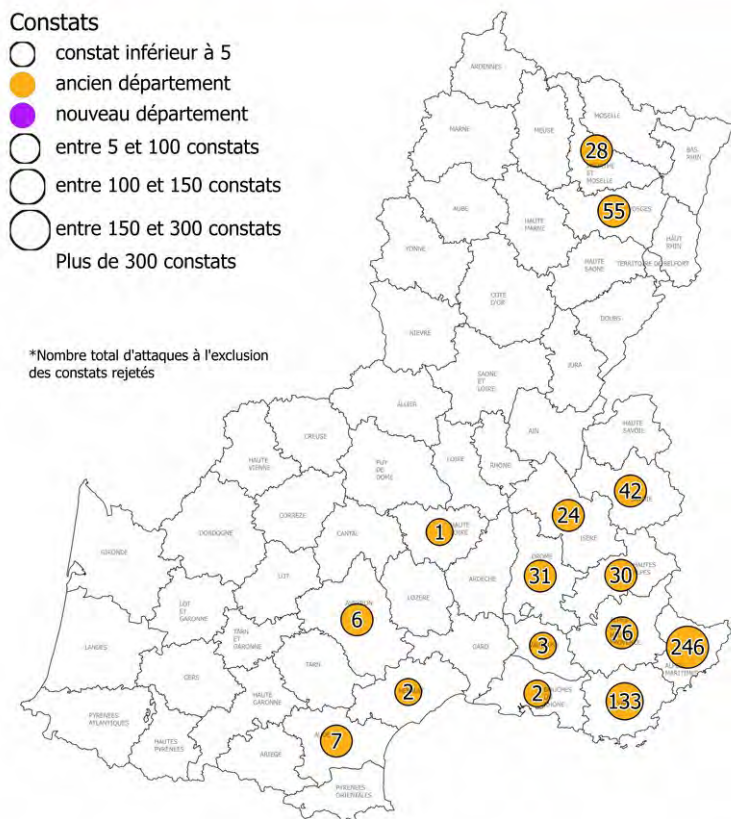 Constats
constat inférieur à 5
ancien département
nouveau département
entre 5 et 100 constats
entre 100 et 150 constats
entre 150 et 300 constats
Plus de 300 constats
*Nombre total d'attaques à l'exclusion
des constats rejetés
ARDENNES
MOSELLE
MARNE
MEUSE
BAS
RHIN
28
ET
MOSELLE
55
AUBE
HAUTE
MARNE
HAUT
RHIN
YONNE
HAUTE
SAONE
TERRITOIRE DE BELFORT
COTE
D'OR
DOUBS
NIEVRE
JURA
SAONE
ET
LOIRE
ALLIER
AIN
HAUTE
SAVOIE
CREUSE
HAUTE
VIENNE
PUY
DE
DOME
LOIRE
RHONE
42
24
ISERE
CORREZE
DORDOGNE
CANTAL
1
HAUTE
LOIRE
GIRONDE
DROME
31
30
HAUTES
LOT
ARDECHE
6
LOZERE
LOT
ET
GARONNE
TARN
ET
GARONNE
76
3
GARD
246
LANDES
TARN
GERS
2
2
BOUCHES
133
HAUTE
GARONNE
PYRENEES
ATLANTIQUES
HAUTES
PYRENEES
7
ARIEGE
PYRENEES
ORIENTALES